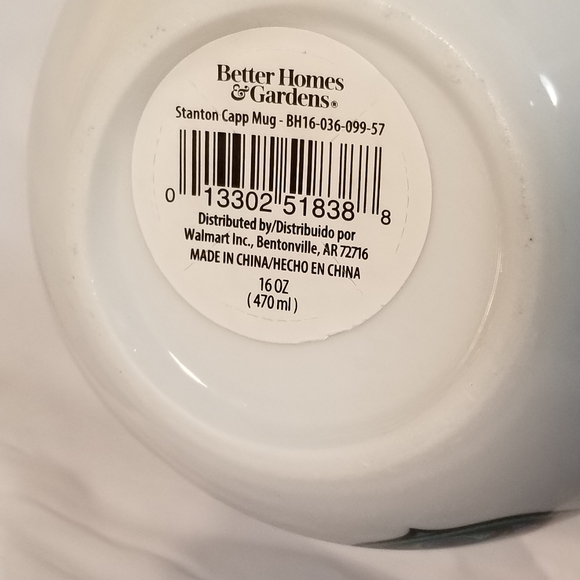 Better Homes
& Gardens®
Stanton Capp Mug - BH16-036-099-57
0 13302 51838 8
Distributed by/Distribuido por
Walmart Inc., Bentonville, AR 72716
MADE IN CHINA/HECHO EN CHINA
16 OZ
( 470 ml )